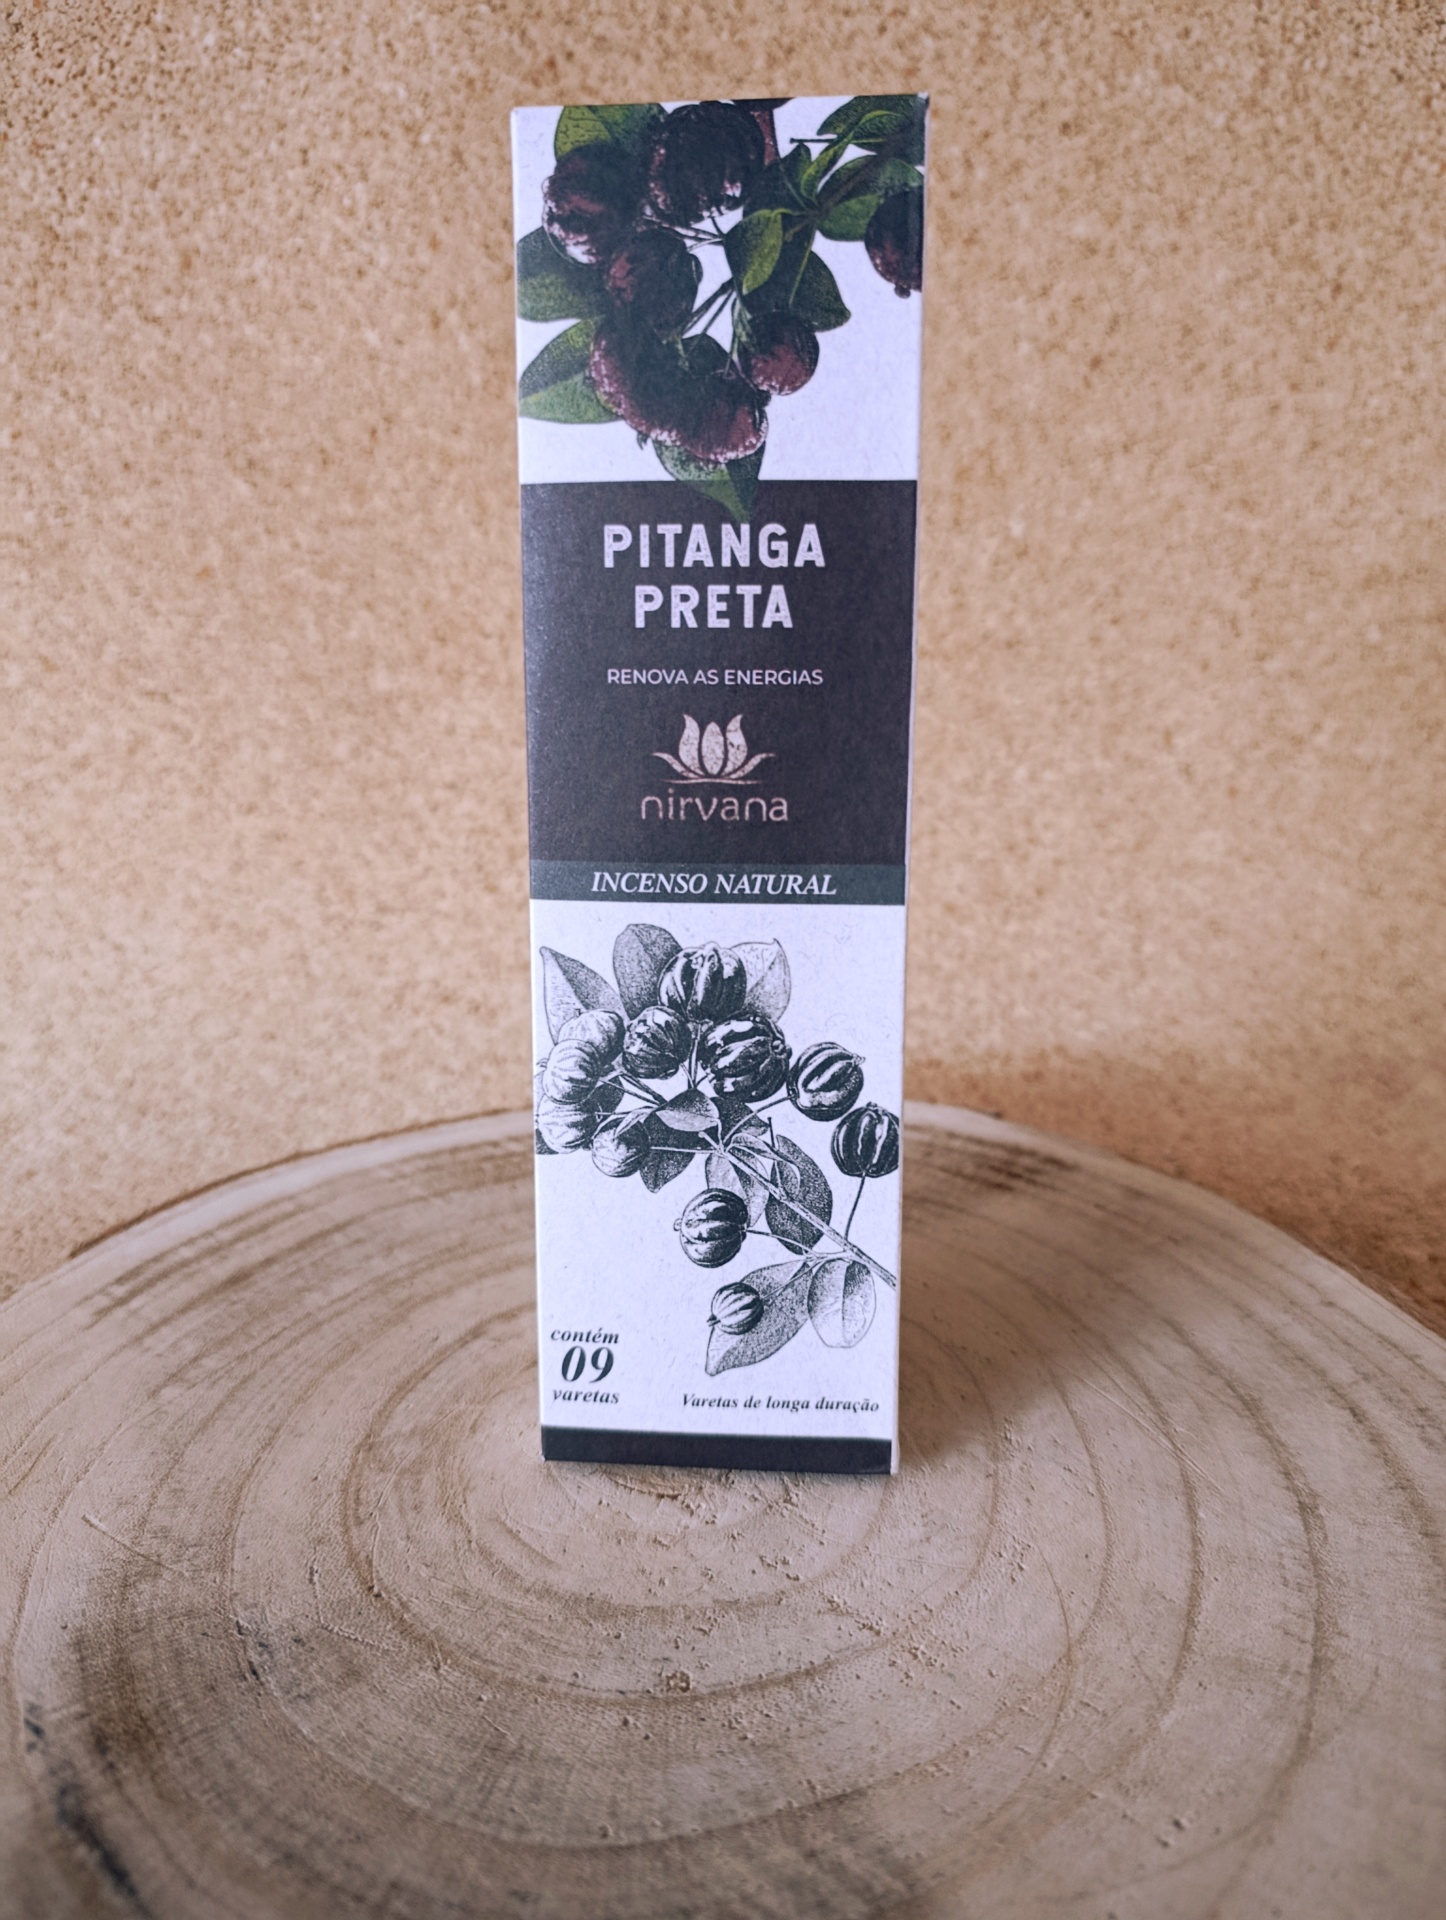 PITANGA
PRETA
RENOVA AS ENERGIAS
nirvana
INCENSO NATURAL
contém
09
varetas
Varetas de longa duração